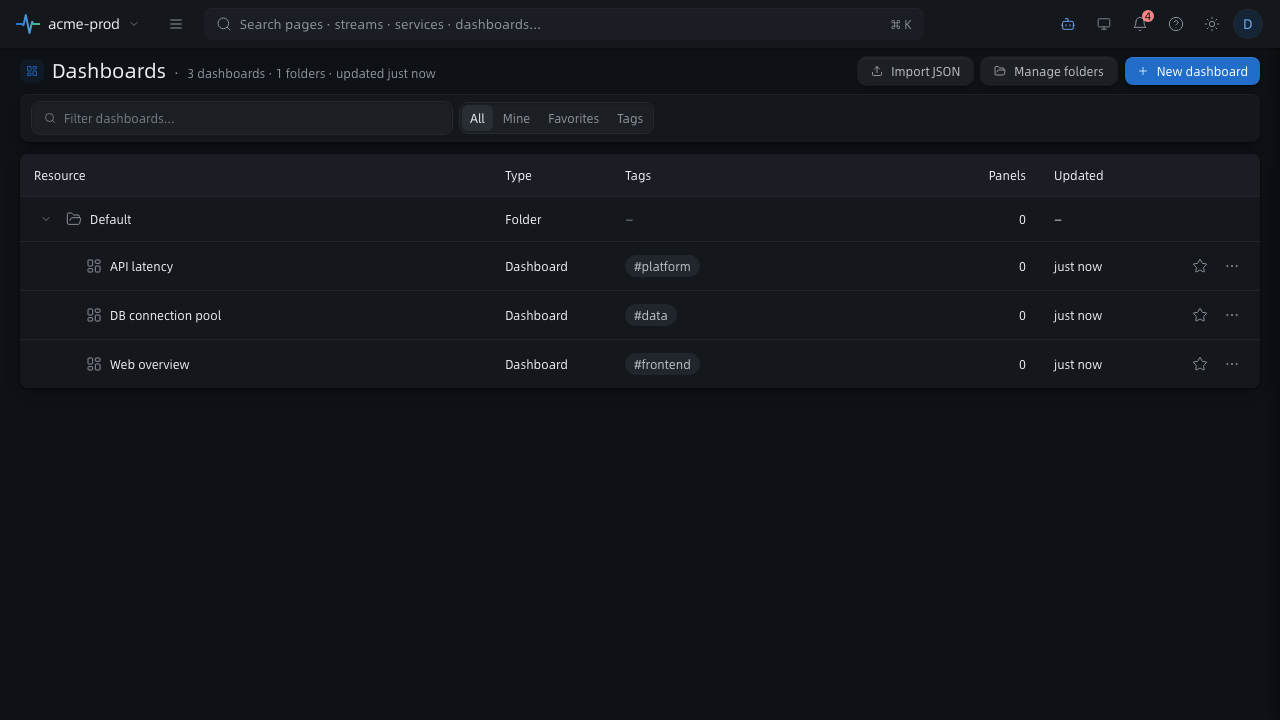 acme-prod
Search pages · streams · services · dashboards...
⌘ K
4
D
Dashboards · 3 dashboards · 1 folders · updated just now
Import JSON
Manage folders
New dashboard
Filter dashboards...
All Mine Favorites Tags
Resource Type Tags Panels Updated
Default Folder – 0 –
API latency Dashboard #platform 0 just now
DB connection pool Dashboard #data 0 just now
Web overview Dashboard #frontend 0 just now